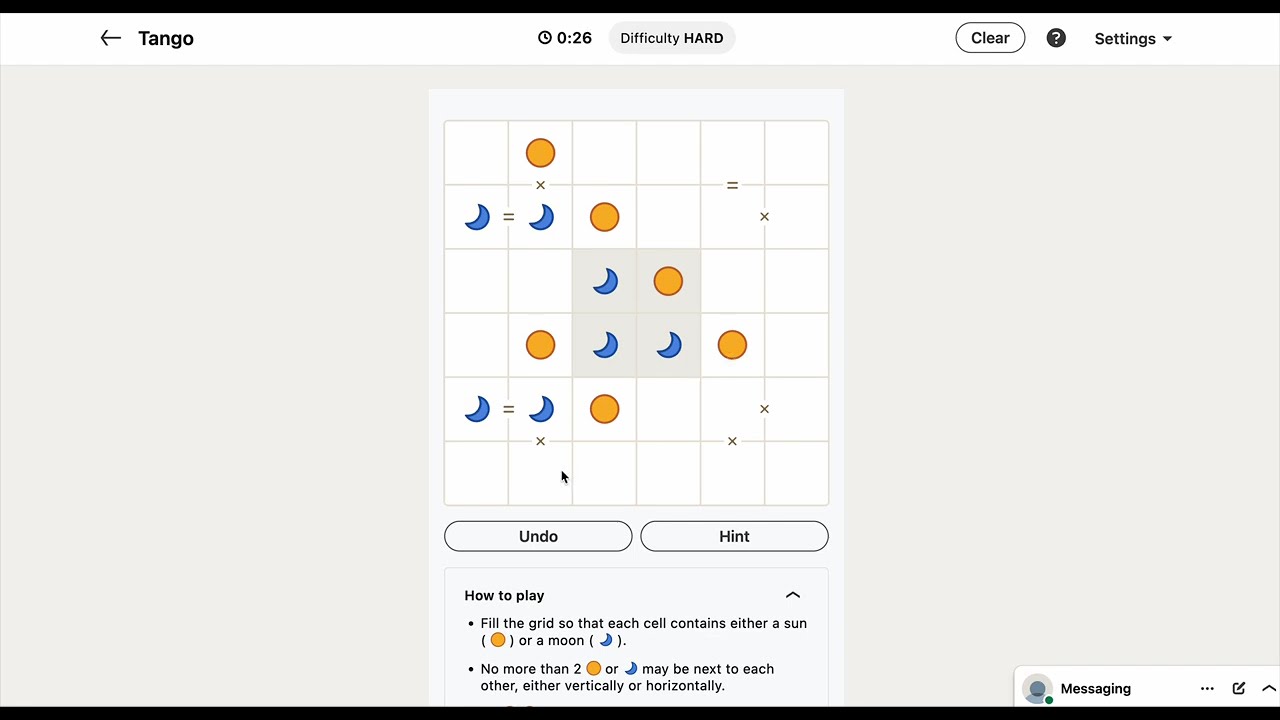 Tango
0:26
Difficulty HARD
Clear
?
Settings
×
=
=
×
=
×
×
×
Undo
Hint
How to play
• Fill the grid so that each cell contains either a sun
( ) or a moon ( ).
• No more than 2 or may be next to each
other, either vertically or horizontally.
Messaging